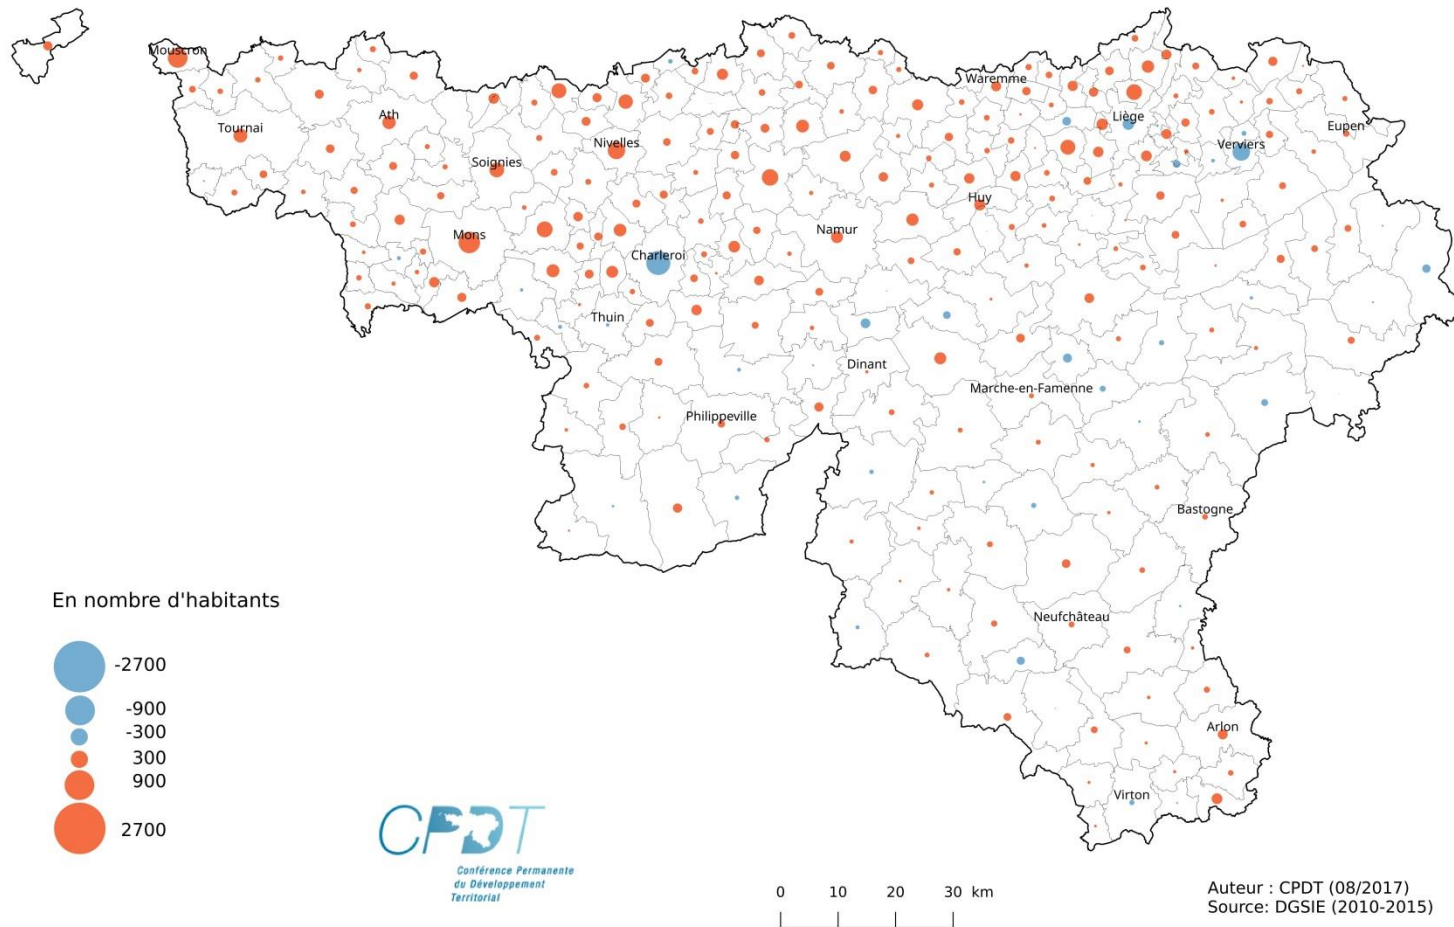 Mouscron
Waremme
Ath
Liège
Tournai
Eupen
Nivelles
Verviers
Soignies
Huy
Mons
Namur
Charleroi
Thuin
Dinant
Marche-en-Famenne
Philippeville
Bastogne
En nombre d'habitants
Neufchâteau
-2700
-900
-300
300
900
2700
Arlon
Virton
CPDT
Conférence Permanente
du Développement
Territorial
0 10 20 30 km
Auteur : CPDT (08/2017)
Source: DGSIE (2010-2015)